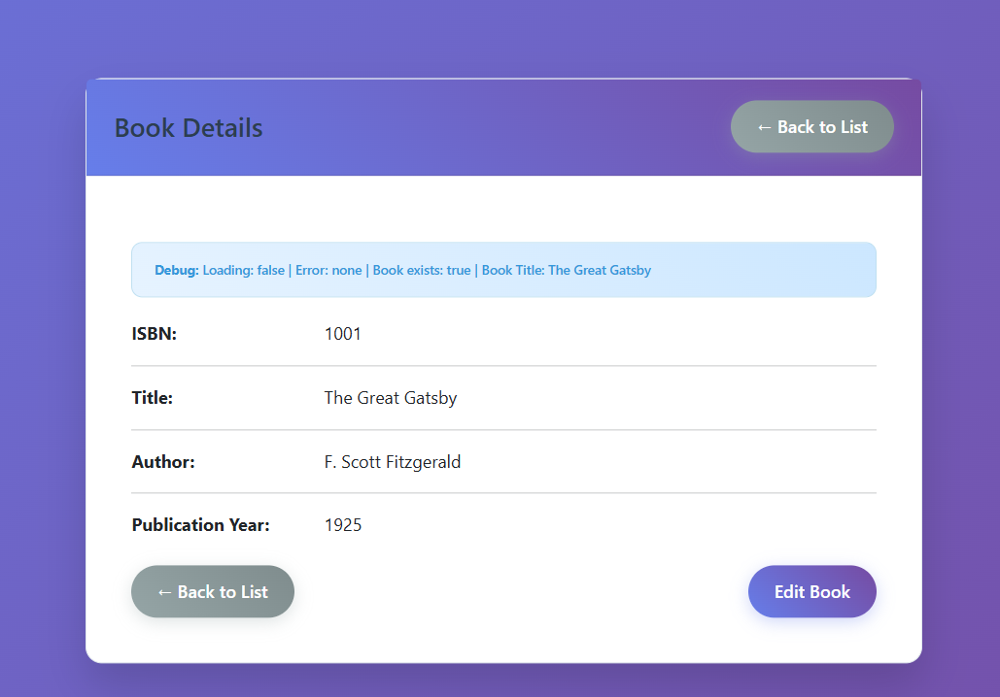 Book Details
← Back to List
Debug: Loading: false | Error: none | Book exists: true | Book Title: The Great Gatsby
ISBN: 1001
Title: The Great Gatsby
Author: F. Scott Fitzgerald
Publication Year: 1925
← Back to List
Edit Book